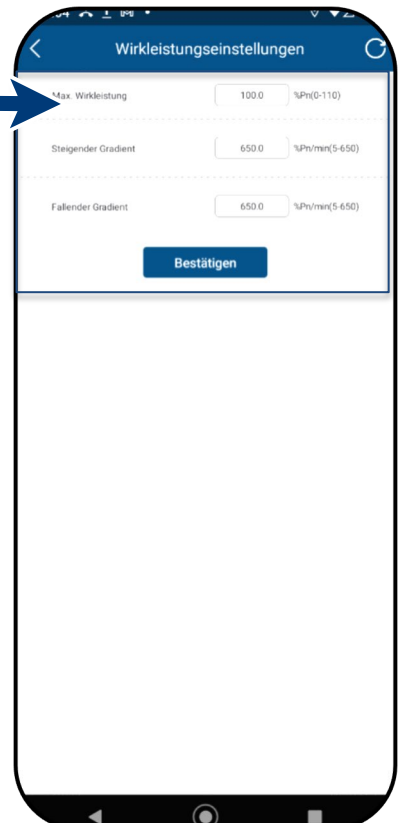 Wirkleistungseinstellungen
Max. Wirkleistung 100.0 %Pn(0-110)
Steigender Gradient 650.0 %Pn/min(5-650)
Fallender Gradient 650.0 %Pn/min(5-650)
Bestätigen